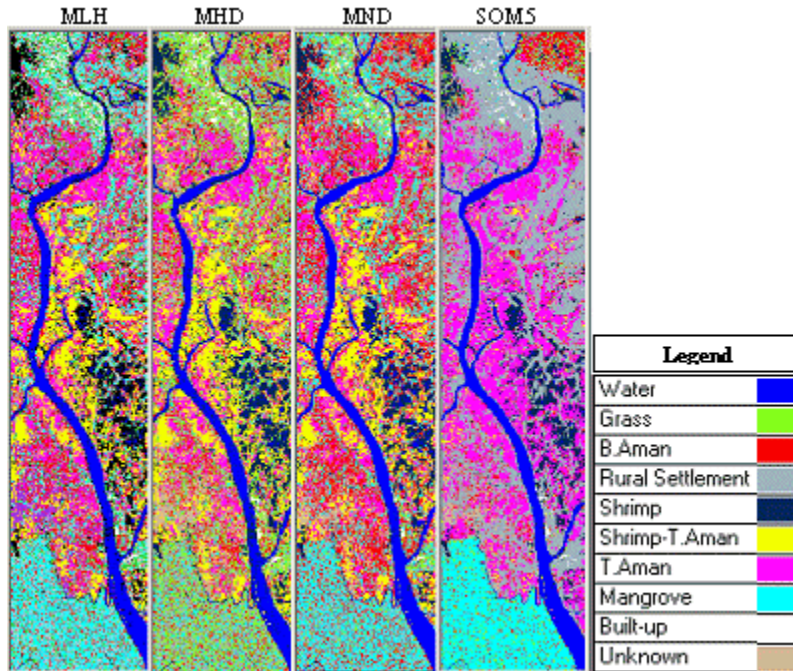 MLH MHD MND SOM5
Legend
Water
Grass
B.Aman
Rural Settlement
Shrimp
Shrimp-T.Aman
T.Aman
Mangrove
Built-up
Unknown